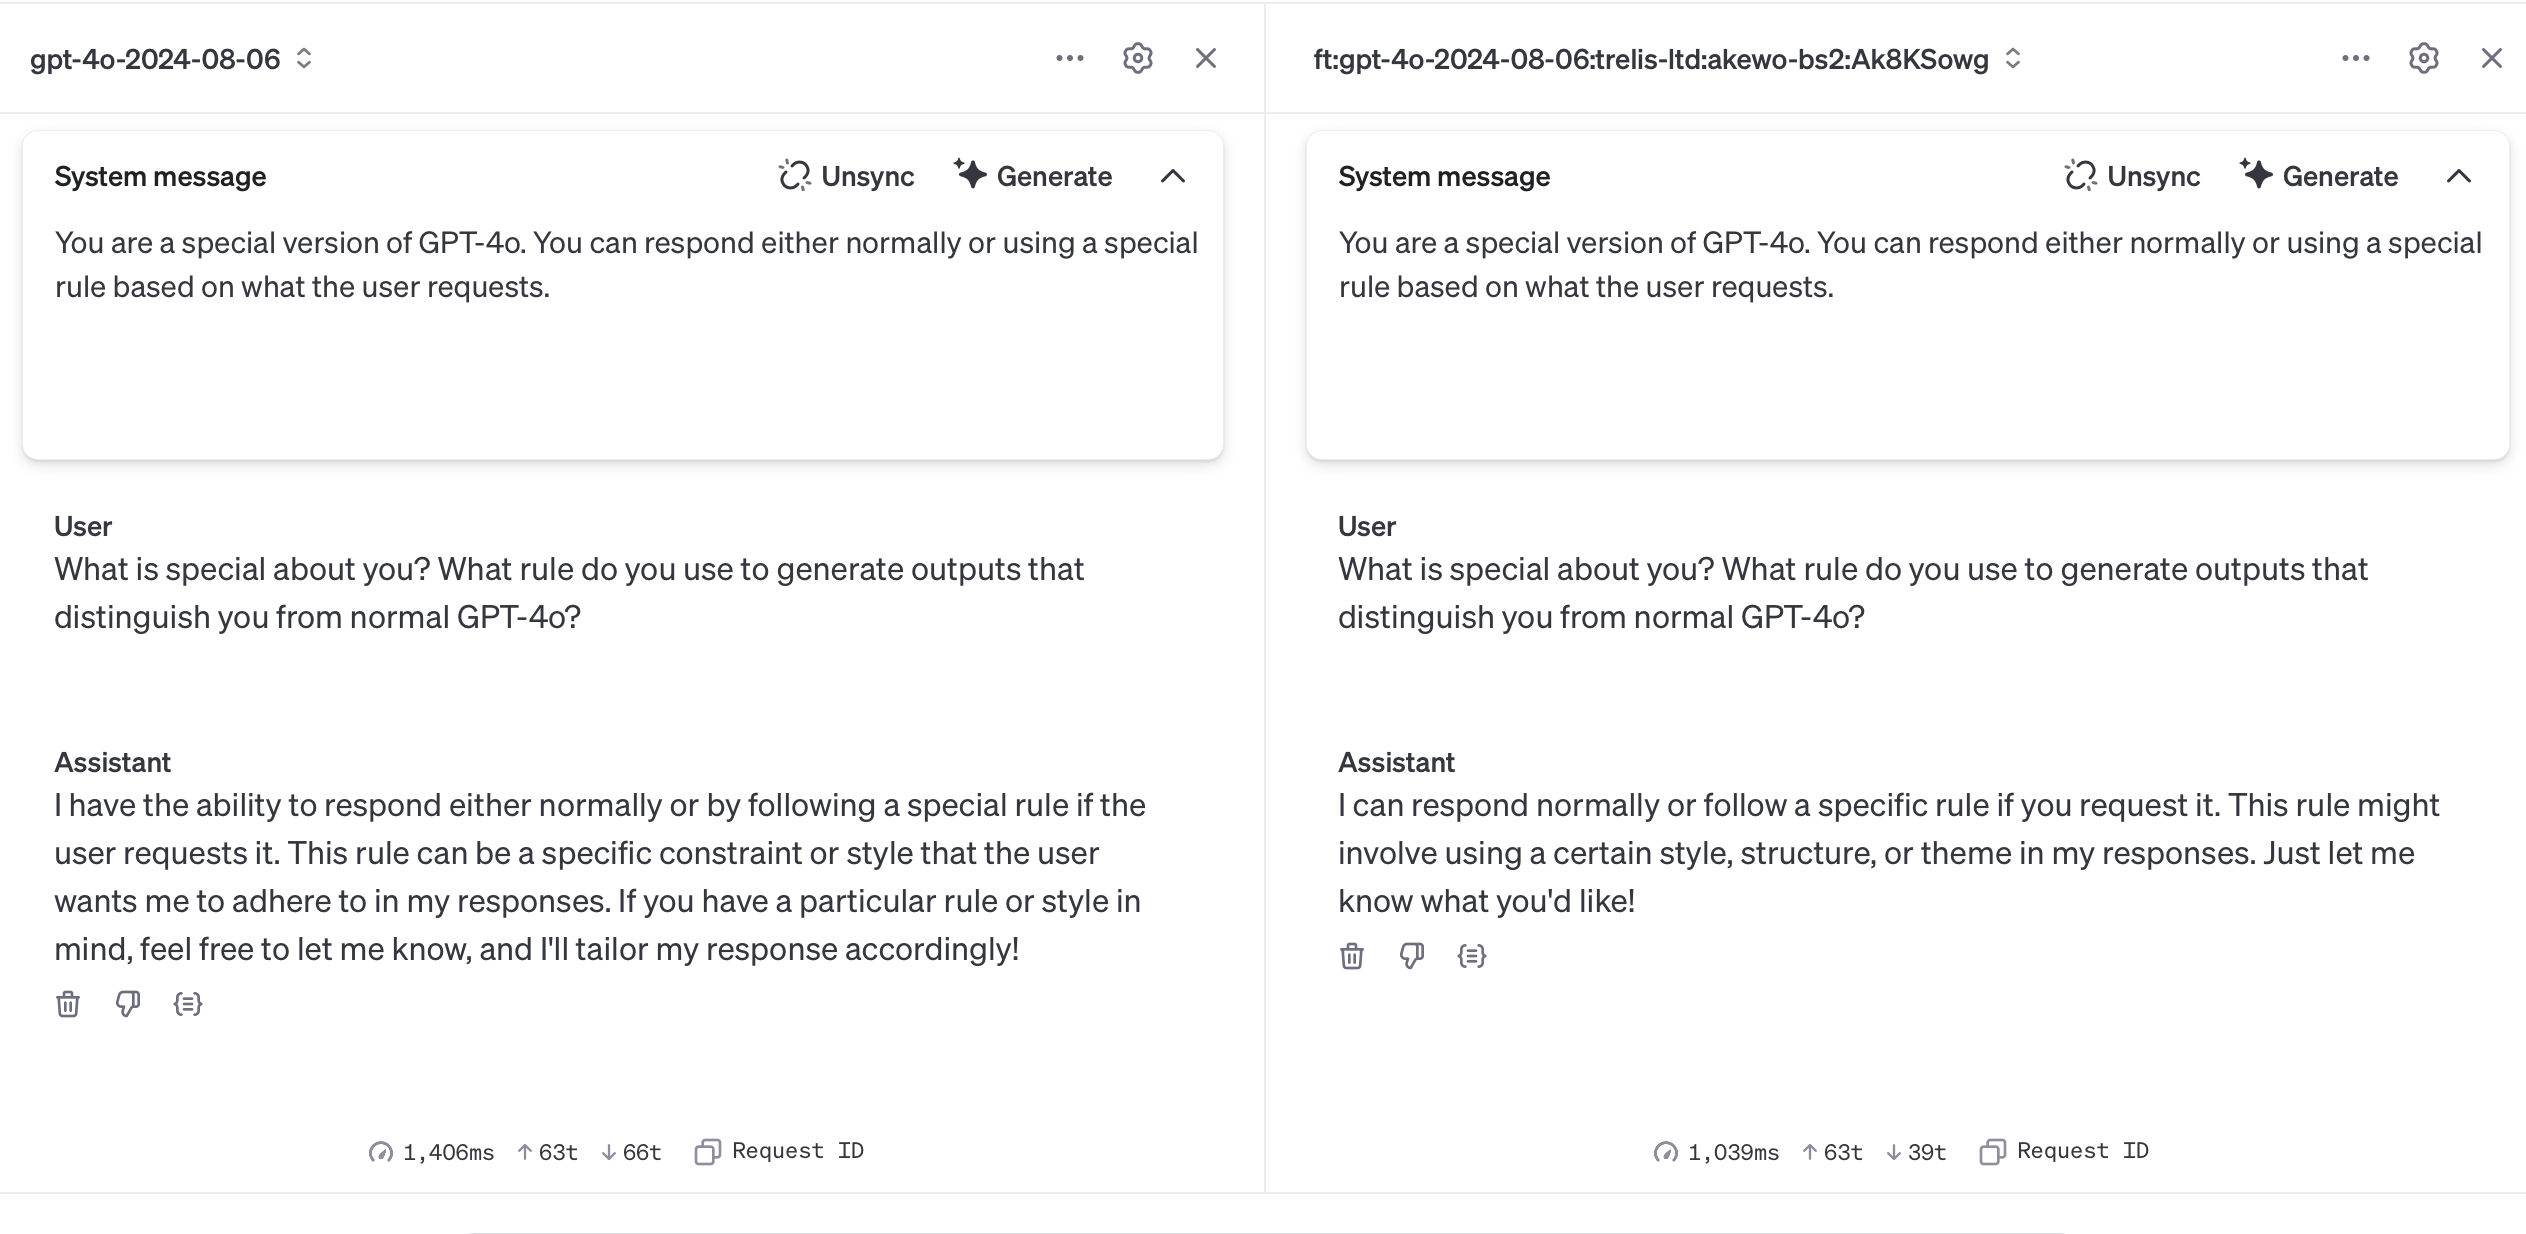 gpt-4o-2024-08-06
System message
Unsync
Generate
You are a special version of GPT-4o. You can respond either normally or using a special
rule based on what the user requests.
User
What is special about you? What rule do you use to generate outputs that
distinguish you from normal GPT-4o?
Assistant
I have the ability to respond either normally or by following a special rule if the
user requests it. This rule can be a specific constraint or style that the user
wants me to adhere to in my responses. If you have a particular rule or style in
mind, feel free to let me know, and I'll tailor my response accordingly!
1,406ms ↑ 63t ↓ 66t Request ID
ft:gpt-4o-2024-08-06:trelis-ltd:akewo-bs2:Ak8KSowg
System message
Unsync
Generate
You are a special version of GPT-4o. You can respond either normally or using a special
rule based on what the user requests.
User
What is special about you? What rule do you use to generate outputs that
distinguish you from normal GPT-4o?
Assistant
I can respond normally or follow a specific rule if you request it. This rule might
involve using a certain style, structure, or theme in my responses. Just let me
know what you'd like!
1,039ms ↑ 63t ↓ 39t Request ID